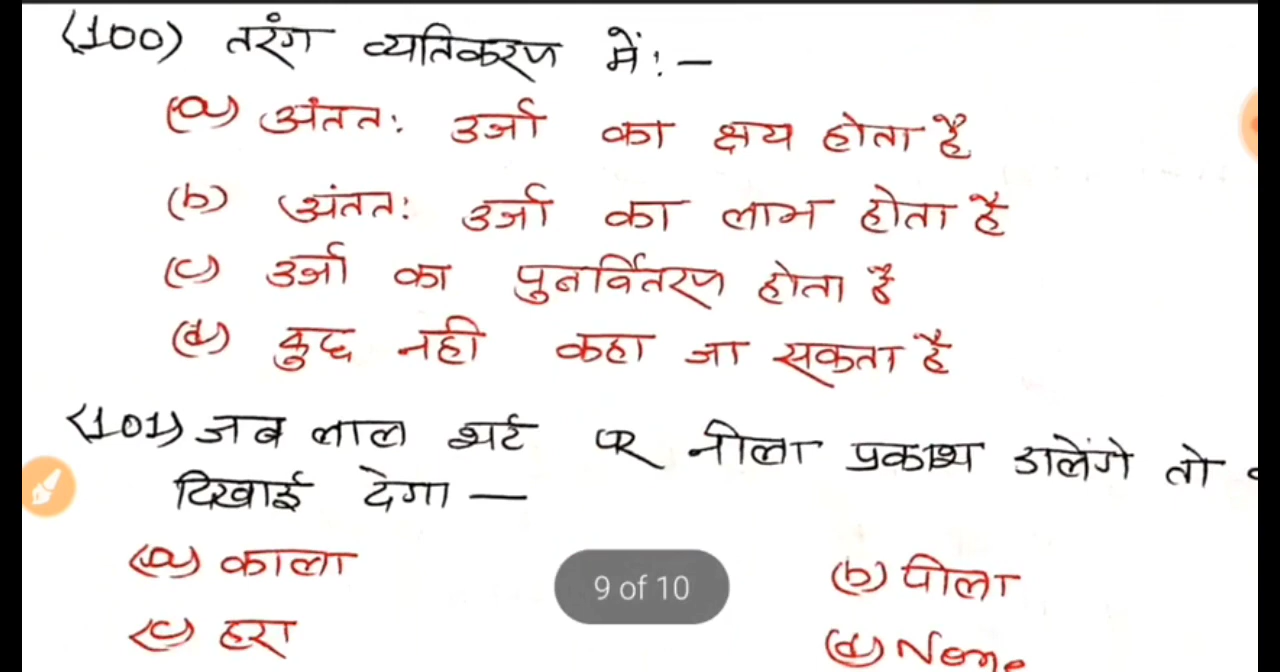 (100) तरंग व्यतिकरण में:-
(a) अंततः उर्जा का क्षय होता है
(b) अंततः उर्जा का लाभ होता है
(c) उर्जा का पुनर्वितरण होता है
(d) कुछ नही कहा जा सकता है
(101) जब लाल शर्ट पर नीला प्रकाश डालेंगे तो
दिखाई देगा —
(a) काला
(b) पीला
9 of 10
(c) हरा
(d) None